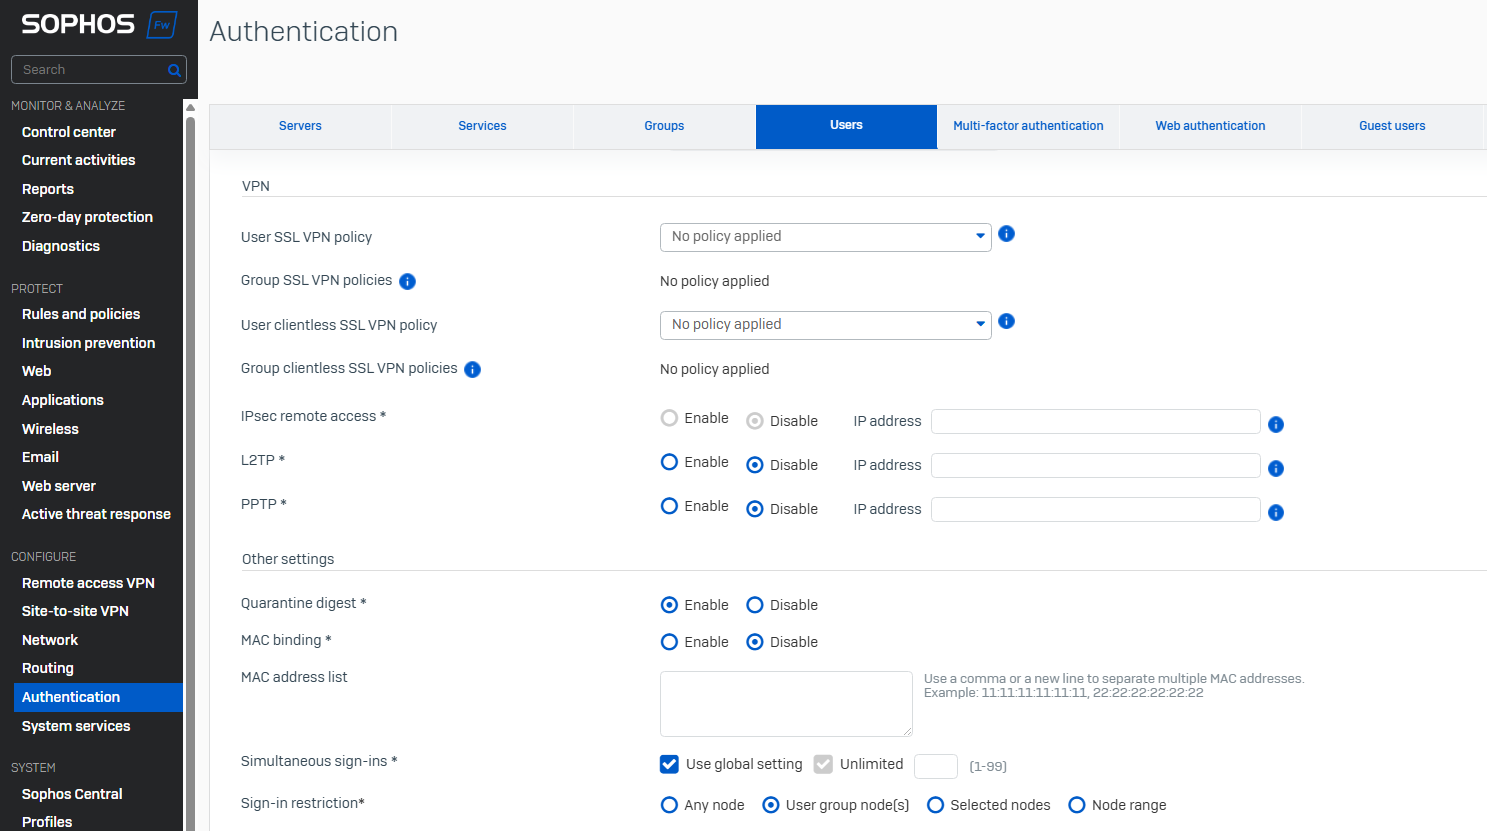 SOPHOS Fw
Search
MONITOR & ANALYZE
Control center
Current activities
Reports
Zero-day protection
Diagnostics
PROTECT
Rules and policies
Intrusion prevention
Web
Applications
Wireless
Email
Web server
Active threat response
CONFIGURE
Remote access VPN
Site-to-site VPN
Network
Routing
Authentication
System services
SYSTEM
Sophos Central
Profiles
Authentication
Servers Services Groups Users Multi-factor authentication Web authentication Guest users
VPN
User SSL VPN policy No policy applied
Group SSL VPN policies No policy applied
User clientless SSL VPN policy No policy applied
Group clientless SSL VPN policies No policy applied
IPsec remote access * Enable Disable IP address
L2TP * Enable Disable IP address
PPTP * Enable Disable IP address
Other settings
Quarantine digest * Enable Disable
MAC binding * Enable Disable
MAC address list Use a comma or a new line to separate multiple MAC addresses.
Example: 11:11:11:11:11:11, 22:22:22:22:22:22
Simultaneous sign-ins * Use global setting Unlimited (1-99)
Sign-in restriction* Any node User group node(s) Selected nodes Node range